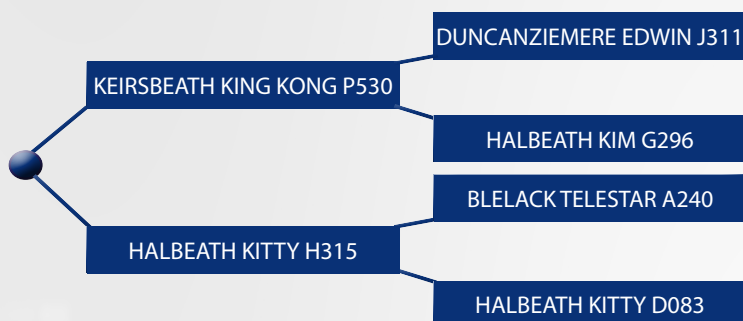 DUNCANZIEMERE EDWIN J311
KEIRSBEATH KING KONG P530
HALBEATH KIM G296
BLELACK TELESTAR A240
HALBEATH KITTY H315
HALBEATH KITTY D083